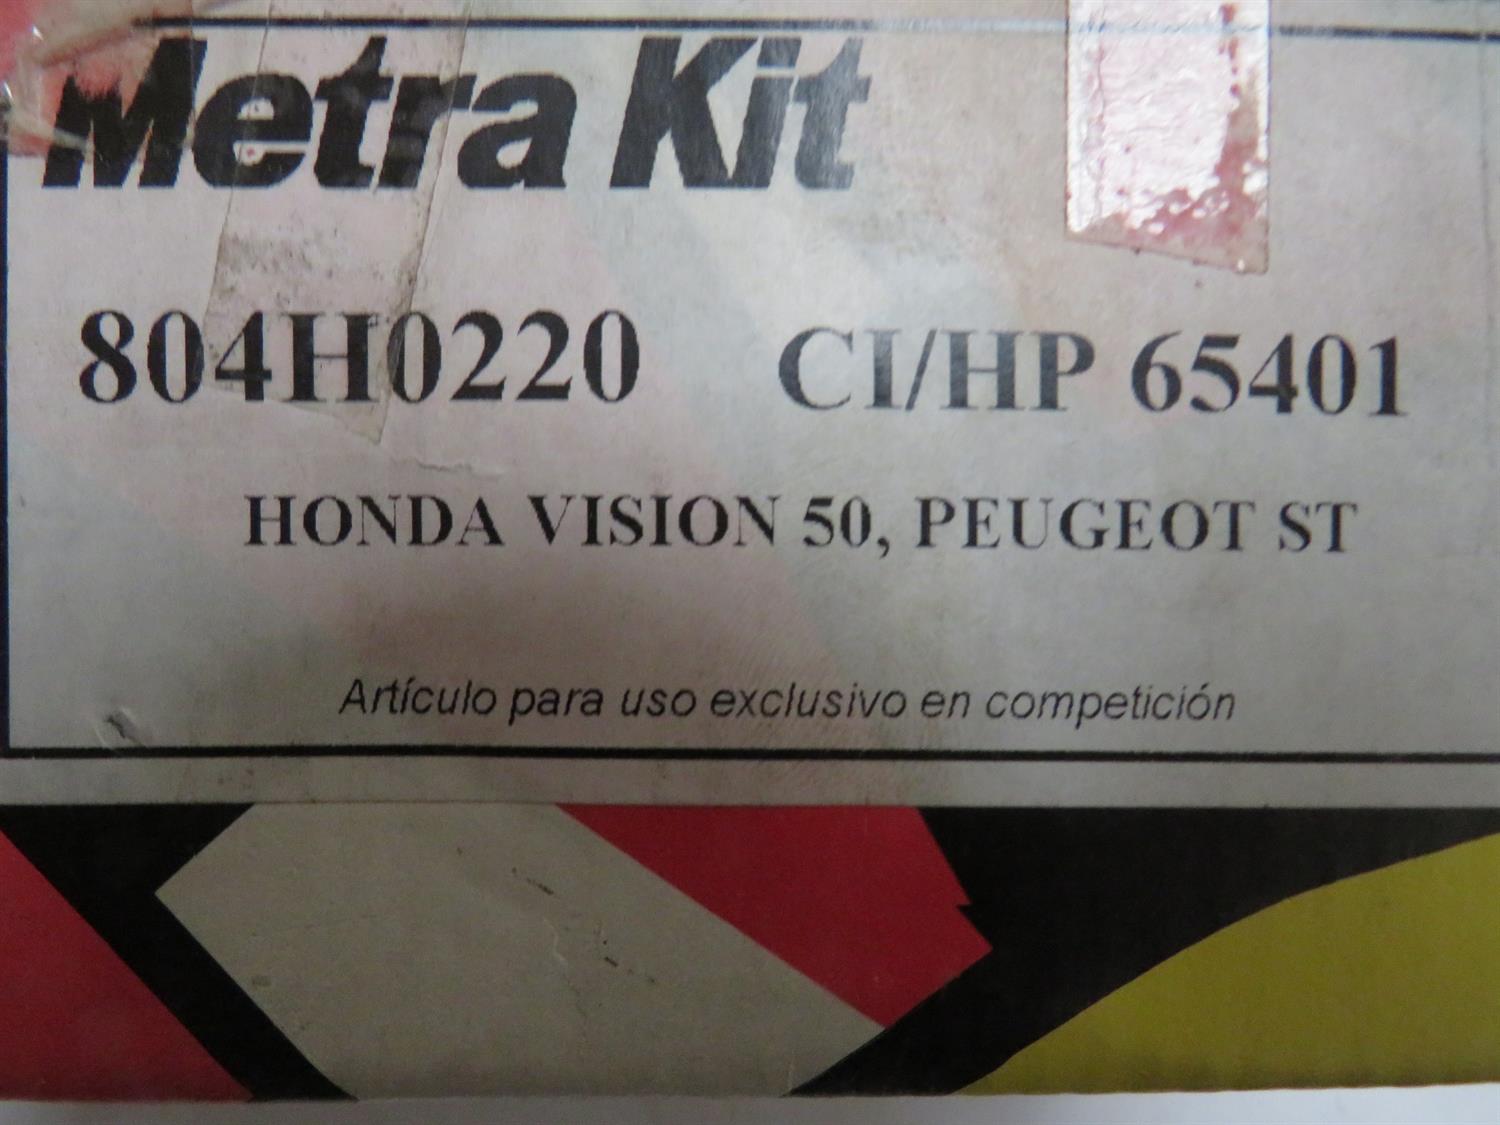 Metra Kit
804H0220 CI/HP 65401
HONDA VISION 50, PEUGEOT ST
Artículo para uso exclusivo en competición